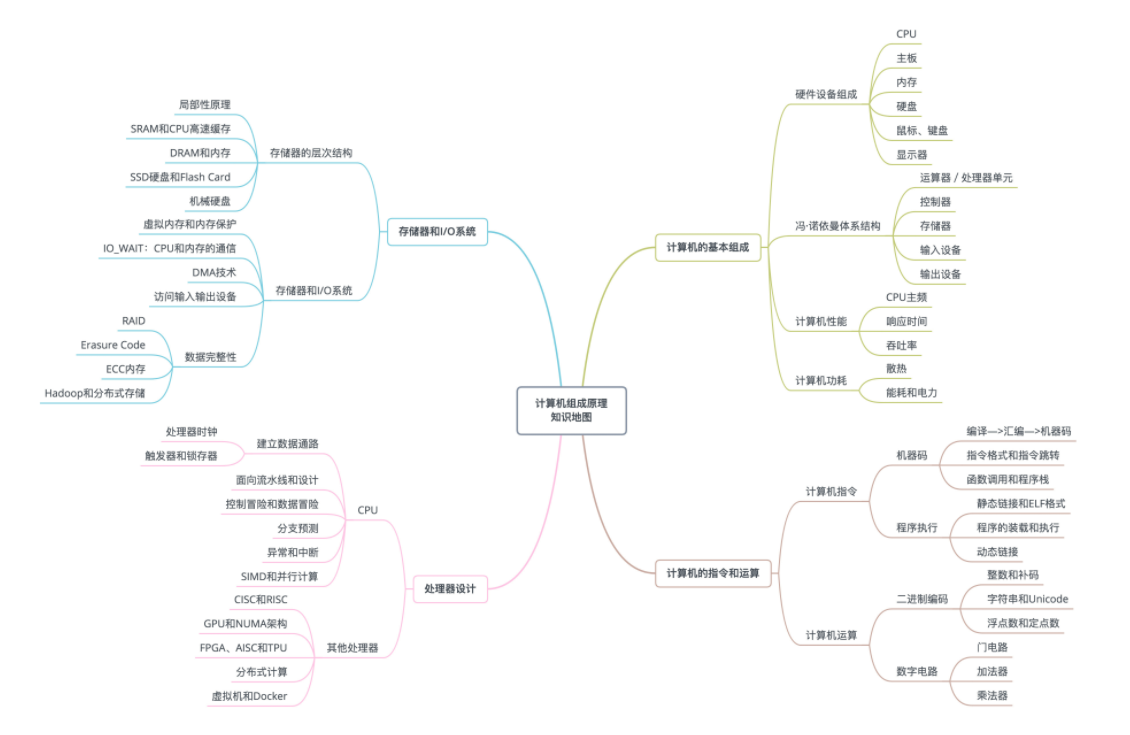 计算机组成原理
知识地图
计算机的基本组成
硬件设备组成
CPU
主板
内存
硬盘
鼠标、键盘
显示器
冯·诺依曼体系结构
运算器 / 处理器单元
控制器
存储器
输入设备
输出设备
计算机性能
CPU主频
响应时间
吞吐率
计算机功耗
散热
能耗和电力
计算机的指令和运算
计算机指令
机器码
编译—>汇编—>机器码
指令格式和指令跳转
函数调用和程序栈
程序执行
静态链接和ELF格式
程序的装载和执行
动态链接
计算机运算
二进制编码
整数和补码
字符串和Unicode
浮点数和定点数
数字电路
门电路
加法器
乘法器
存储器和I/O系统
存储器的层次结构
局部性原理
SRAM和CPU高速缓存
DRAM和内存
SSD硬盘和Flash Card
机械硬盘
存储器和I/O系统
虚拟内存和内存保护
IO_WAIT：CPU和内存的通信
DMA技术
访问输入输出设备
数据完整性
RAID
Erasure Code
ECC内存
Hadoop和分布式存储
处理器设计
CPU
建立数据通路
处理器时钟
触发器和锁存器
面向流水线和设计
控制冒险和数据冒险
分支预测
异常和中断
SIMD和并行计算
其他处理器
CISC和RISC
GPU和NUMA架构
FPGA、AISC和TPU
分布式计算
虚拟机和Docker